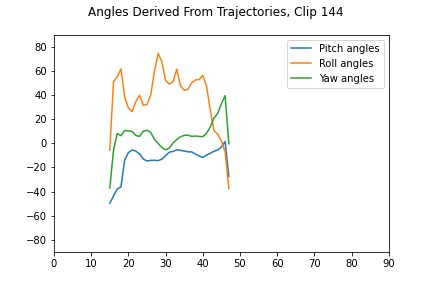 Angles Derived From Trajectories, Clip 144
Pitch angles
Roll angles
Yaw angles
80
60
40
20
0
−20
−40
−60
−80
0 10 20 30 40 50 60 70 80 90